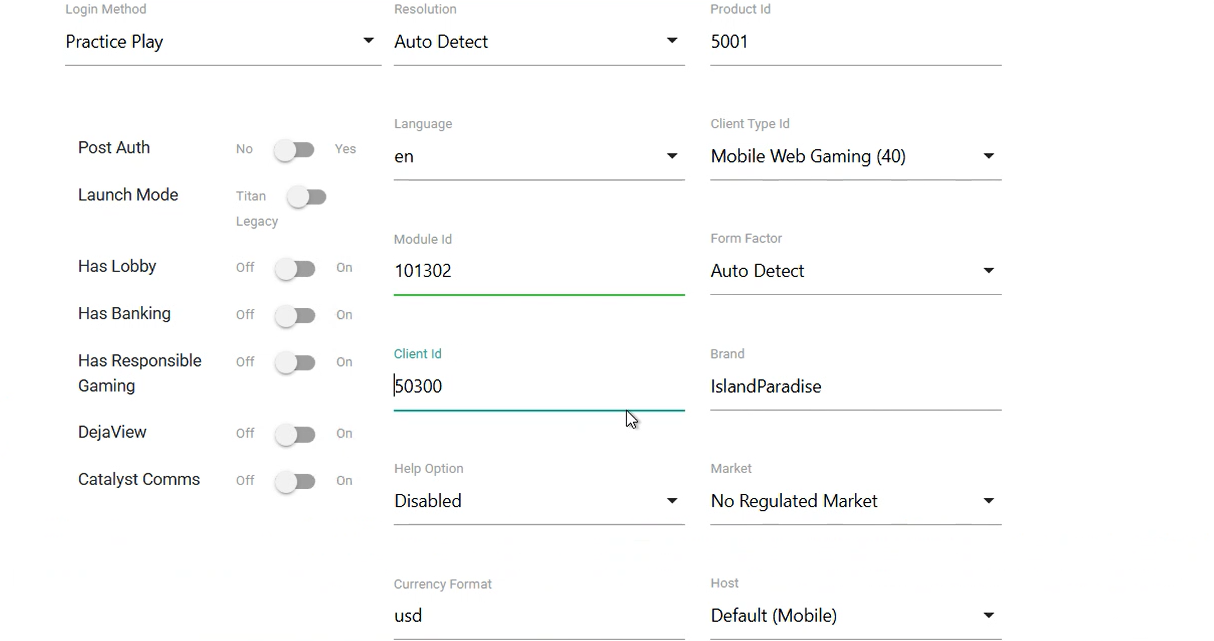 Login Method
Practice Play
Resolution
Auto Detect
Product Id
5001
Post Auth
No
Yes
Launch Mode
Titan
Legacy
Has Lobby
Off
On
Has Banking
Off
On
Has Responsible
Gaming
Off
On
DejaView
Off
On
Catalyst Comms
Off
On
Language
en
Client Type Id
Mobile Web Gaming (40)
Module Id
101302
Form Factor
Auto Detect
Client Id
50300
Brand
IslandParadise
Help Option
Disabled
Market
No Regulated Market
Currency Format
usd
Host
Default (Mobile)